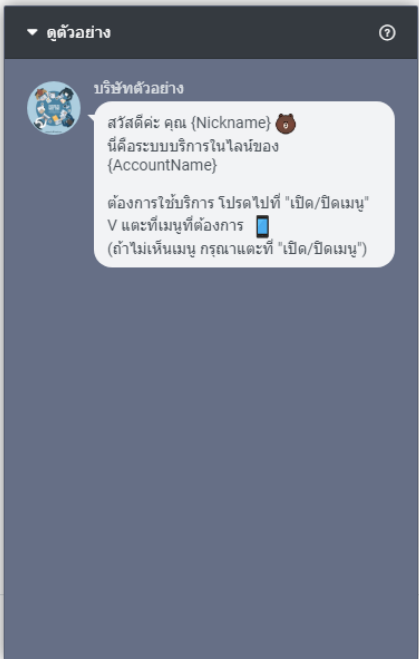 ดูตัวอย่าง
บริษัทตัวอย่าง
สวัสดีค่ะ คุณ {Nickname}
นี่คือระบบบริการในไลน์ของ
{AccountName}
ต้องการใช้บริการ โปรดไปที่ "เปิด/ปิดเมนู"
V แตะที่เมนูที่ต้องการ
(ถ้าไม่เห็นเมนู กรุณาแตะที่ "เปิด/ปิดเมนู")